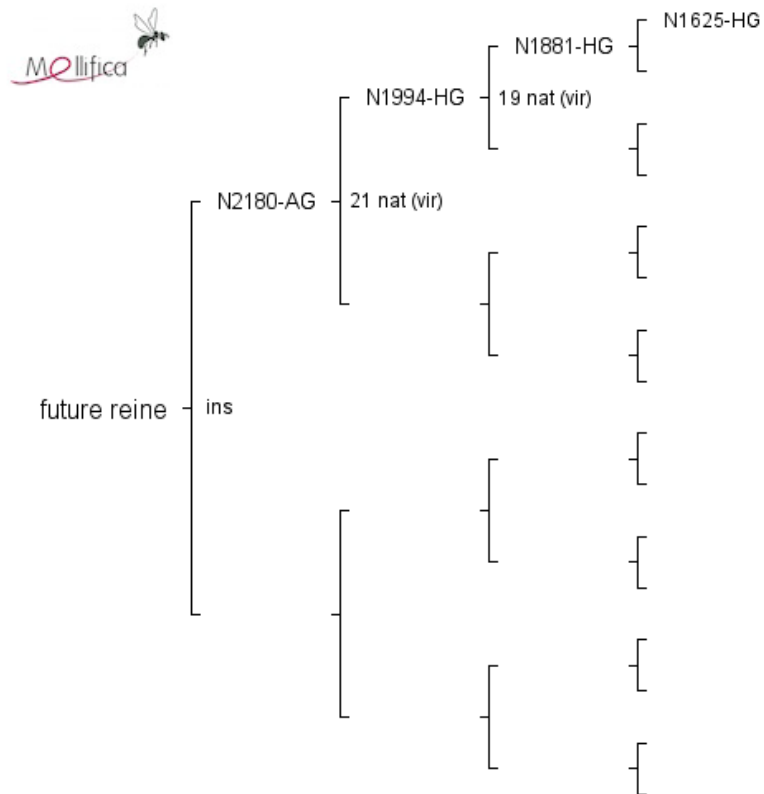 Mellifica
N1625-HG
N1881-HG
N1994-HG
19 nat (vir)
N2180-AG
21 nat (vir)
future reine
ins